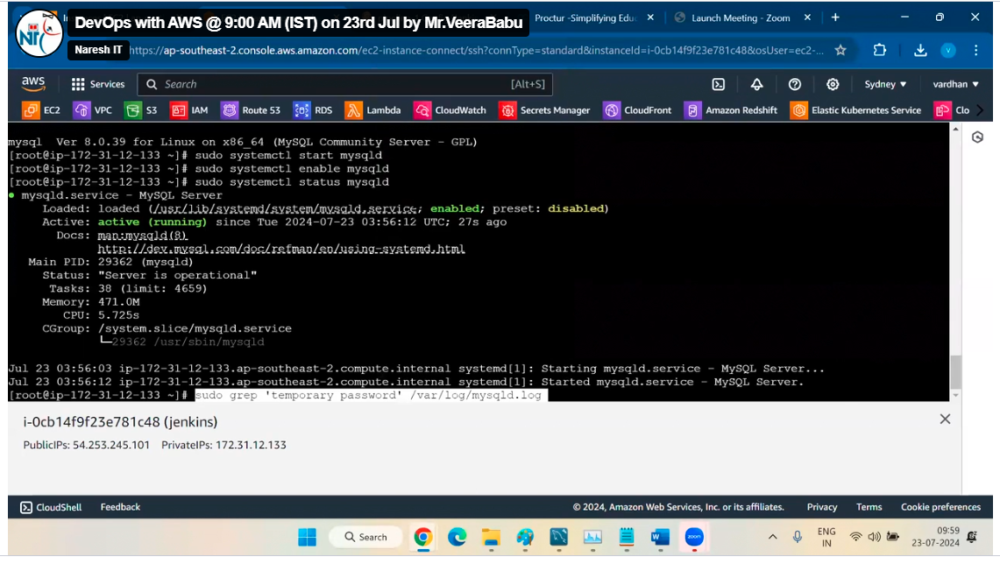 DevOps with AWS @ 9:00 AM (IST) on 23rd Jul by Mr.VeeraBabu
Proctur -Simplifying Edu
Launch Meeting - Zoom
Naresh IT
https://ap-southeast-2.console.aws.amazon.com/ec2-instance-connect/ssh?connType=standard&instanceId=i-0cb14f9f23e781c48&osUser=ec2-...
V
aws
Services
Search
[Alt+S]
Sydney
vardhan
EC2 VPC S3 IAM Route 53 RDS Lambda CloudWatch Secrets Manager CloudFront Amazon Redshift Elastic Kubernetes Service Clo
mysql  Ver 8.0.39 for Linux on x86_64 (MySQL Community Server - GPL)
[root@ip-172-31-12-133 ~]# sudo systemctl start mysqld
[root@ip-172-31-12-133 ~]# sudo systemctl enable mysqld
[root@ip-172-31-12-133 ~]# sudo systemctl status mysqld
● mysqld.service - MySQL Server
Loaded: loaded (/usr/lib/systemd/system/mysqld.service; enabled; preset: disabled)
Active: active (running) since Tue 2024-07-23 03:56:12 UTC; 27s ago
Docs: man:mysqld(8)
http://dev.mysql.com/doc/refman/en/using-systemd.html
Main PID: 29362 (mysqld)
Status: "Server is operational"
Tasks: 38 (limit: 4659)
Memory: 471.0M
CPU: 5.725s
CGroup: /system.slice/mysqld.service
└─29362 /usr/sbin/mysqld
Jul 23 03:56:03 ip-172-31-12-133.ap-southeast-2.compute.internal systemd[1]: Starting mysqld.service - MySQL Server...
Jul 23 03:56:12 ip-172-31-12-133.ap-southeast-2.compute.internal systemd[1]: Started mysqld.service - MySQL Server.
[root@ip-172-31-12-133 ~]# sudo grep 'temporary password' /var/log/mysqld.log
i-0cb14f9f23e781c48 (jenkins)
PublicIPs: 54.253.245.101 PrivateIPs: 172.31.12.133
CloudShell Feedback © 2024, Amazon Web Services, Inc. or its affiliates. Privacy Terms Cookie preferences
Search
zoom
ENG
IN
09:59
23-07-2024